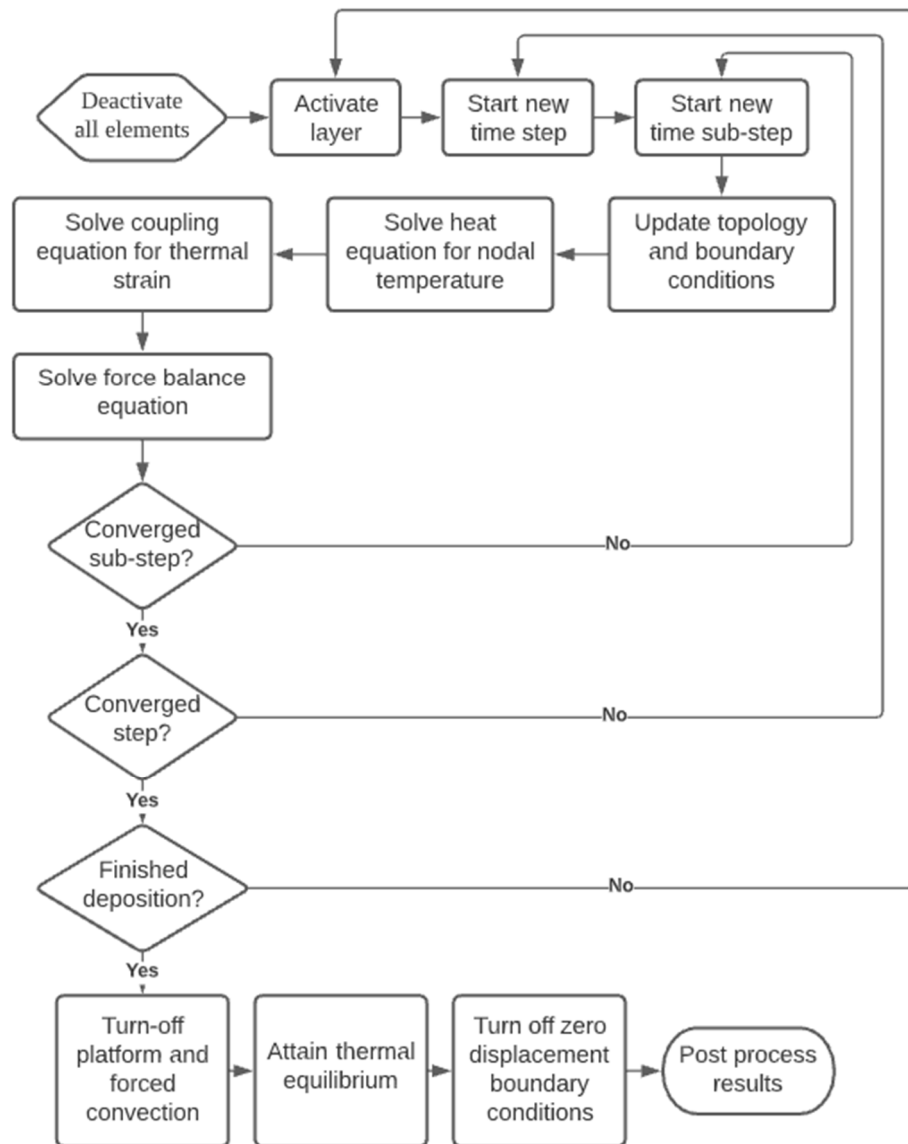 Deactivate
all elements
Activate
layer
Start new
time step
Start new
time sub-step
Update topology
and boundary
conditions
Solve heat
equation for nodal
temperature
Solve coupling
equation for thermal
strain
Solve force balance
equation
Converged
sub-step?
No
Yes
Converged
step?
No
Yes
Finished
deposition?
No
Yes
Turn-off
platform and
forced
convection
Attain thermal
equilibrium
Turn off zero
displacement
boundary
conditions
Post process
results